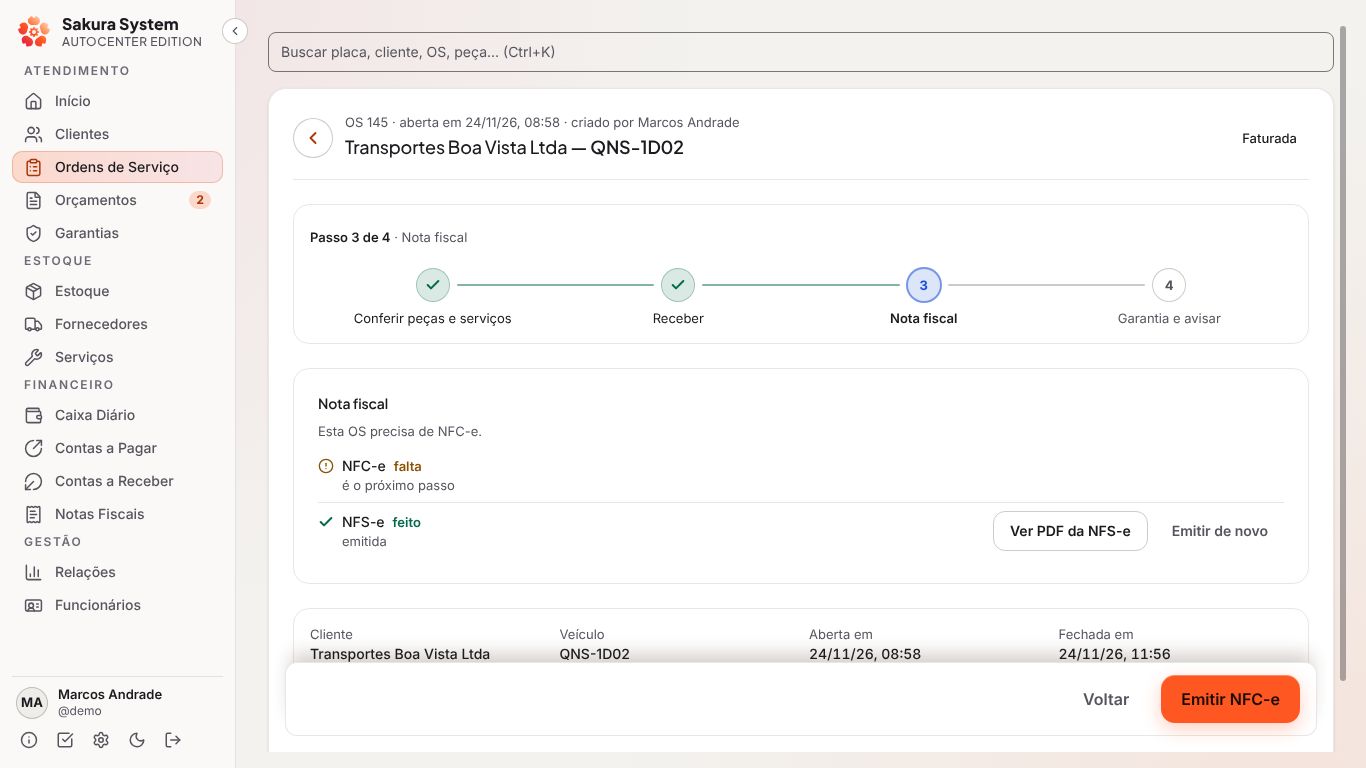 Sakura System
AUTOCENTER EDITION
ATENDIMENTO
Início
Clientes
Ordens de Serviço
Orçamentos 2
Garantias
ESTOQUE
Estoque
Fornecedores
Serviços
FINANCEIRO
Caixa Diário
Contas a Pagar
Contas a Receber
Notas Fiscais
GESTÃO
Relações
Funcionários
MA
Marcos Andrade
@demo
Buscar placa, cliente, OS, peça... (Ctrl+K)
OS 145 · aberta em 24/11/26, 08:58 · criado por Marcos Andrade
Transportes Boa Vista Ltda — QNS-1D02
Faturada
Passo 3 de 4 · Nota fiscal
3 4
Conferir peças e serviços Receber Nota fiscal Garantia e avisar
Nota fiscal
Esta OS precisa de NFC-e.
NFC-e falta
é o próximo passo
NFS-e feito
emitida
Ver PDF da NFS-e Emitir de novo
Cliente Veículo Aberta em Fechada em
Transportes Boa Vista Ltda QNS-1D02 24/11/26, 08:58 24/11/26, 11:56
Voltar Emitir NFC-e